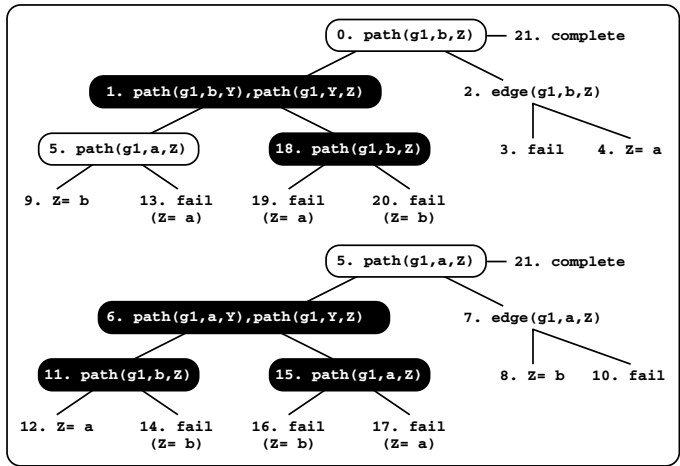 0. path(g1,b,Z) 21. complete
1. path(g1,b,Y),path(g1,Y,Z) 2. edge(g1,b,Z)
5. path(g1,a,Z) 18. path(g1,b,Z) 3. fail 4. Z= a
9. Z= b 13. fail 19. fail 20. fail
(Z= a) (Z= a) (Z= b)
5. path(g1,a,Z) 21. complete
6. path(g1,a,Y),path(g1,Y,Z) 7. edge(g1,a,Z)
11. path(g1,b,Z) 15. path(g1,a,Z) 8. Z= b 10. fail
12. Z= a 14. fail 16. fail 17. fail
(Z= b) (Z= b) (Z= a)